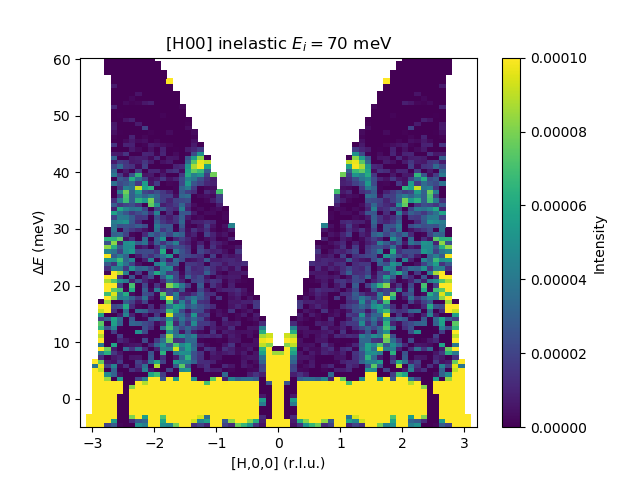 [H00] inelastic $E_i = 70$ meV
60
50
40
30
20
10
0
ΔE (meV)
−3 −2 −1 0 1 2 3
[H,0,0] (r.l.u.)
0.00010
0.00008
0.00006
0.00004
0.00002
0.00000
Intensity